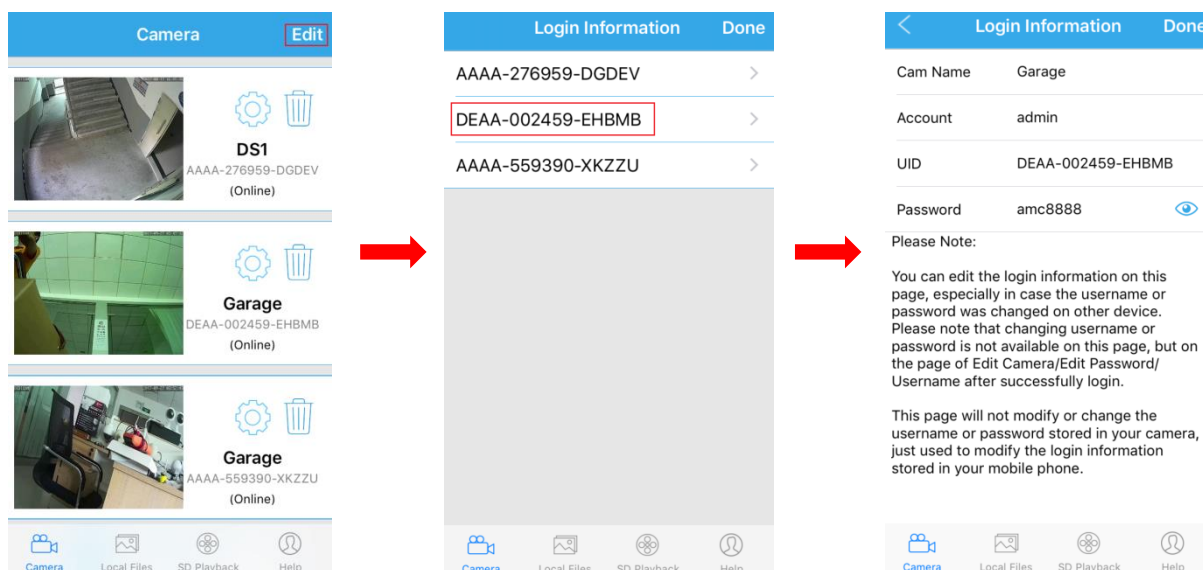 Camera
Edit
DS1
AAAA-276959-DGDEV
(Online)
Garage
DEAA-002459-EHBMB
(Online)
Garage
AAAA-559390-XKZZU
(Online)
Camera
Local Files
SD Playback
Help
Login Information
Done
AAAA-276959-DGDEV
DEAA-002459-EHBMB
AAAA-559390-XKZZU
Camera
Local Files
SD Playback
Help
Login Information
Done
Cam Name
Garage
Account
admin
UID
DEAA-002459-EHBMB
Password
amc8888
Please Note:
You can edit the login information on this
page, especially in case the username or
password was changed on other device.
Please note that changing username or
password is not available on this page, but on
the page of Edit Camera/Edit Password/
Username after successfully login.
This page will not modify or change the
username or password stored in your camera,
just used to modify the login information
stored in your mobile phone.
Camera
Local Files
SD Playback
Help